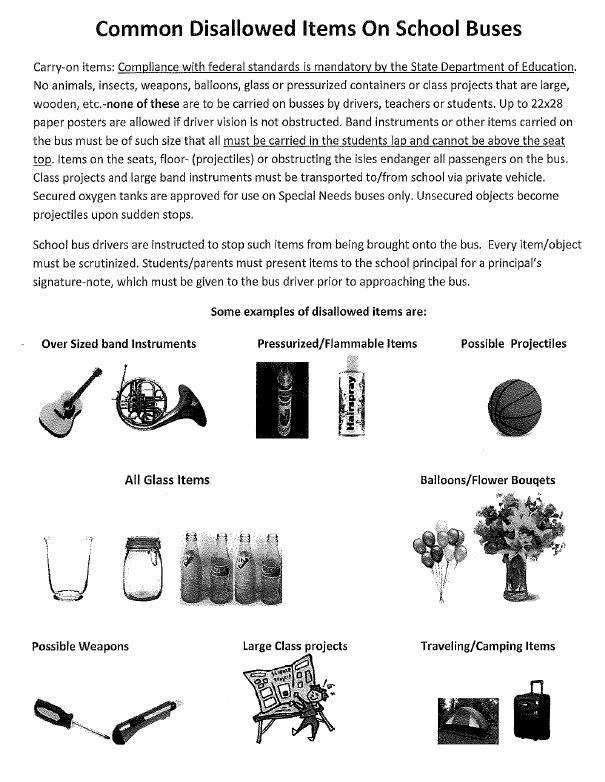 Common Disallowed Items On School Buses
Carry-on items: Compliance with federal standards is mandatory by the State Department of Education.
No animals, insects, weapons, balloons, glass or pressurized containers or class projects that are large,
wooden, etc.-none of these are to be carried on busses by drivers, teachers or students. Up to 22x28
paper posters are allowed if driver vision is not obstructed. Band instruments or other items carried on
the bus must be of such size that all must be carried in the students lap and cannot be above the seat
top. Items on the seats, floor- (projectiles) or obstructing the isles endanger all passengers on the bus.
Class projects and large band instruments must be transported to/from school via private vehicle.
Secured oxygen tanks are approved for use on Special Needs buses only. Unsecured objects become
projectiles upon sudden stops.
School bus drivers are instructed to stop such items from being brought onto the bus. Every item/object
must be scrutinized. Students/parents must present items to the school principal for a principal's
signature-note, which must be given to the bus driver prior to approaching the bus.
Some examples of disallowed items are:
Over Sized band Instruments
Pressurized/Flammable Items
Possible Projectiles
Hairspray
All Glass Items
Balloons/Flower Bouqets
Possible Weapons
Large Class projects
Traveling/Camping Items